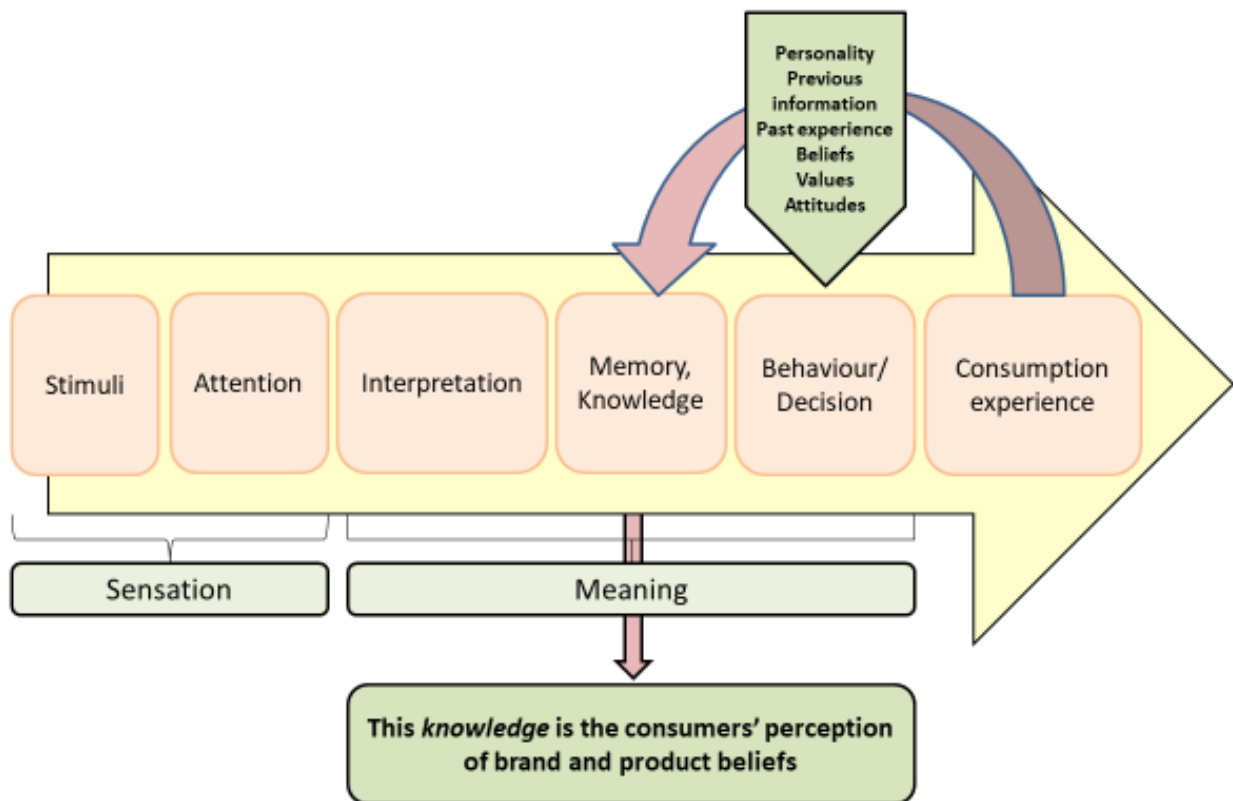 Personality
Previous
information
Past experience
Beliefs
Values
Attitudes
Stimuli
Attention
Interpretation
Memory,
Knowledge
Behaviour/
Decision
Consumption
experience
Sensation
Meaning
This knowledge is the consumers’ perception
of brand and product beliefs